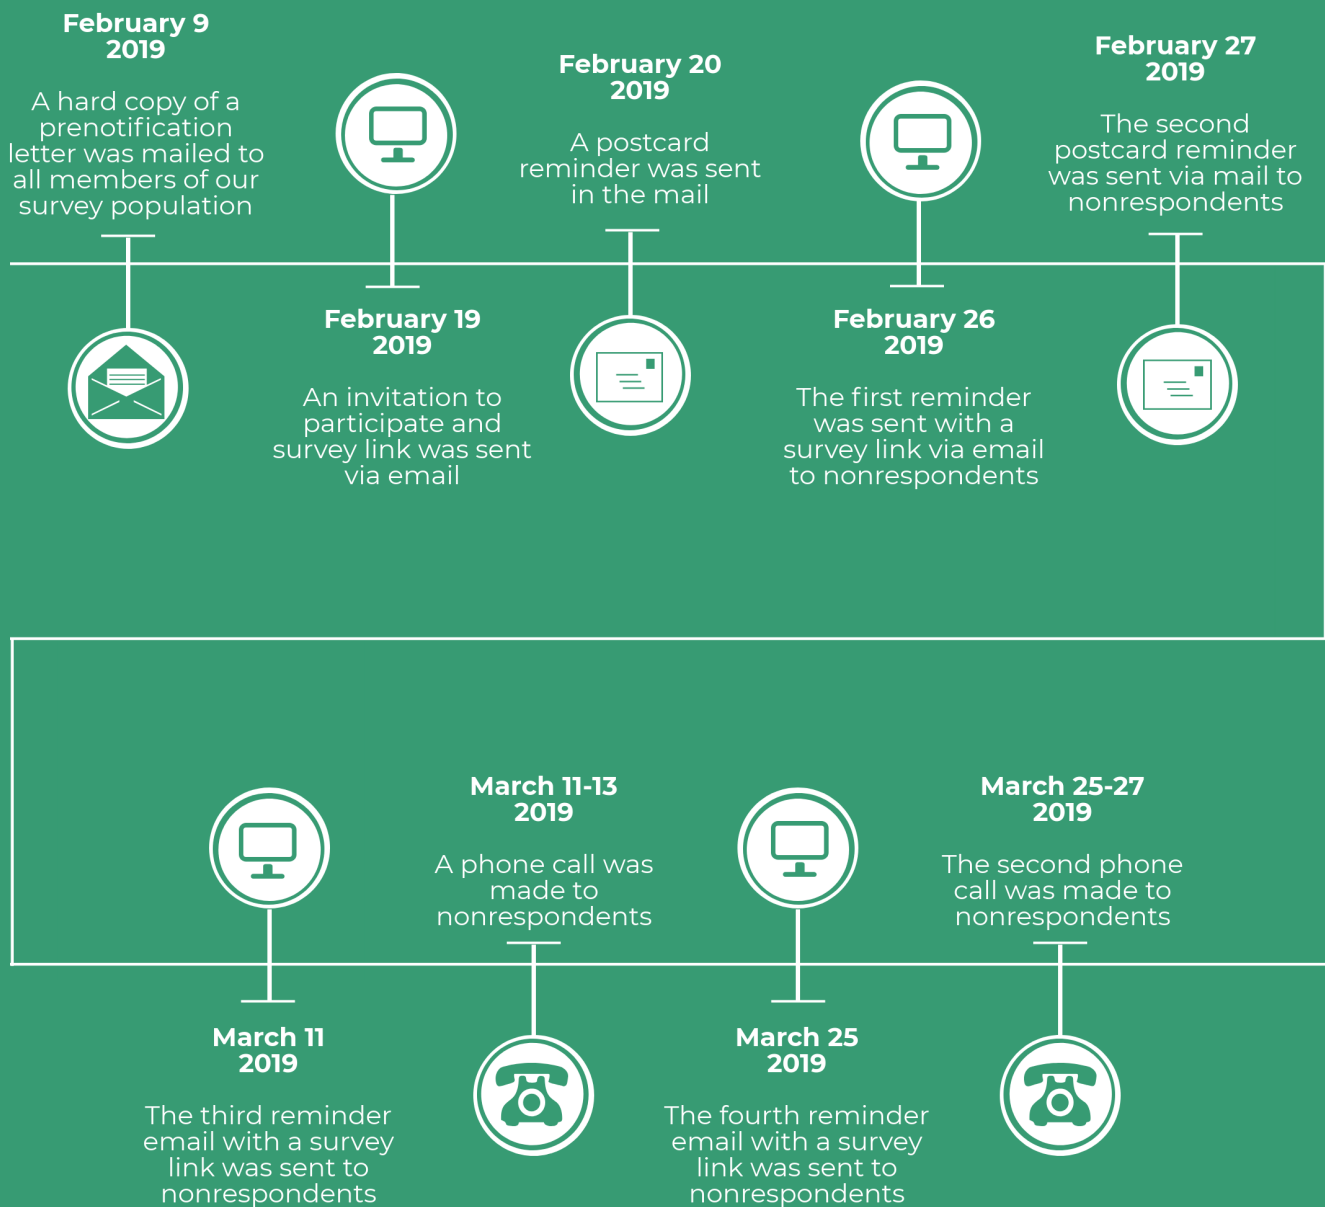 February 9
2019
A hard copy of a
prenotification
letter was mailed to
all members of our
survey population
February 19
2019
An invitation to
participate and
survey link was sent
via email
February 20
2019
A postcard
reminder was sent
in the mail
February 26
2019
The first reminder
was sent with a
survey link via email
to nonrespondents
February 27
2019
The second
postcard reminder
was sent via mail to
nonrespondents
March 11
2019
The third reminder
email with a survey
link was sent to
nonrespondents
March 11-13
2019
A phone call was
made to
nonrespondents
March 25
2019
The fourth reminder
email with a survey
link was sent to
nonrespondents
March 25-27
2019
The second phone
call was made to
nonrespondents